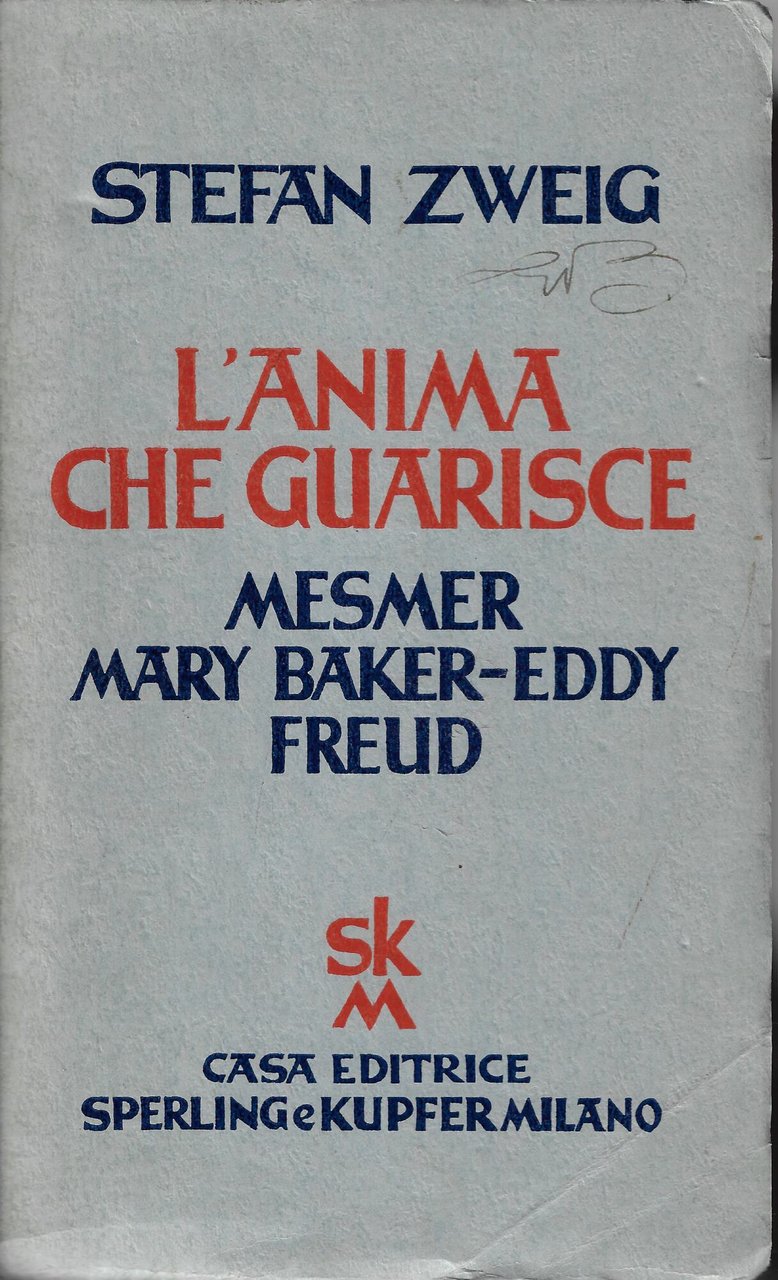 STEFAN ZWEIG
L'ANIMA
CHE GUARISCE
MESMER
MARY BAKER-EDDY
FREUD
sk
M
CASA EDITRICE
SPERLING e KUPFER MILANO